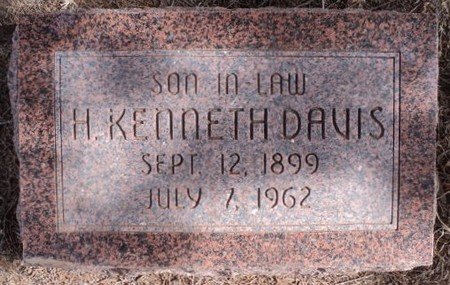 SON IN-LAW
H. KENNETH DAVIS
SEPT. 12, 1899
JULY 7, 1962